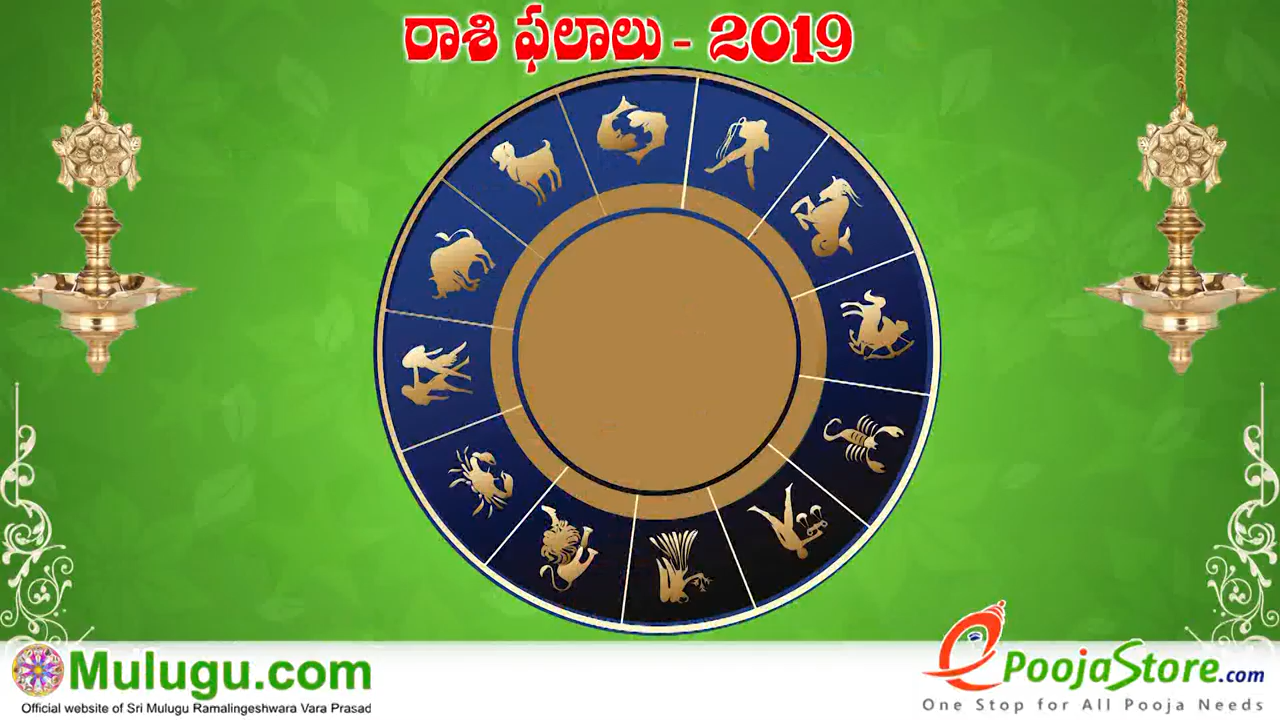 రాశి ఫలాలు - 2019
Mulugu.com
Official website of Sri Mulugu Ramalingeshwara Vara Prasad
ePoojaStore.com
One Stop for All Pooja Needs